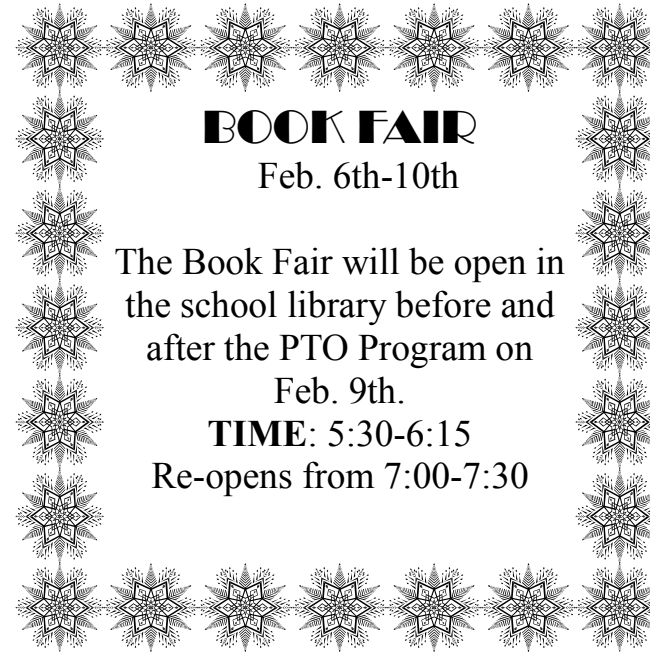 BOOK FAIR
Feb. 6th-10th
The Book Fair will be open in
the school library before and
after the PTO Program on
Feb. 9th.
TIME: 5:30-6:15
Re-opens from 7:00-7:30